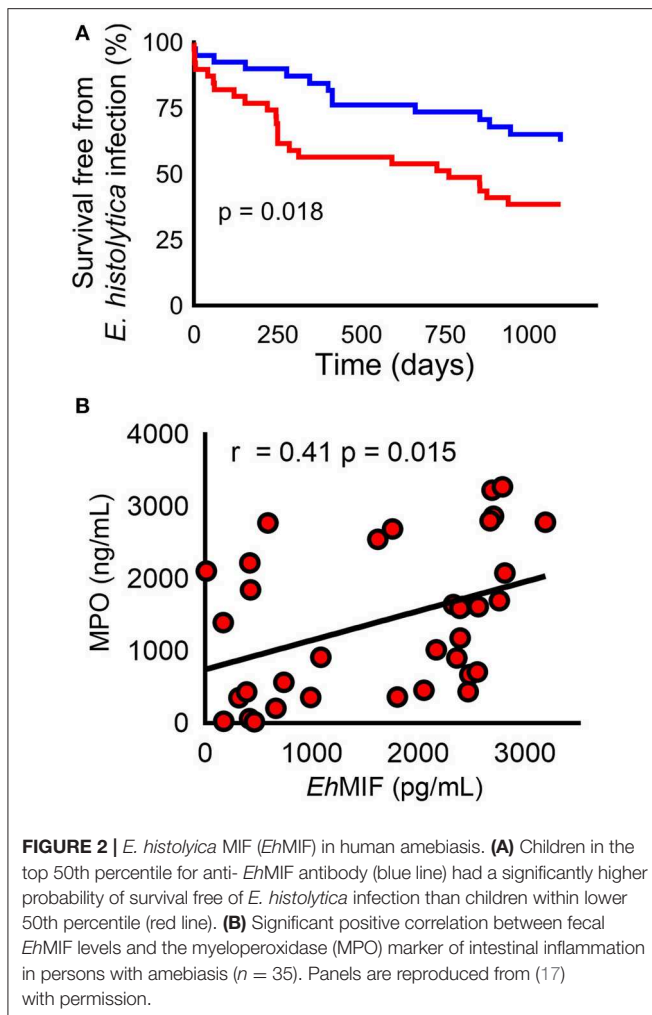 A
Survival free from
E. histolytica infection (%)
100
75
50
25
0
p = 0.018
0 250 500 750 1000
Time (days)
B
MPO (ng/mL)
4000
3000
2000
1000
0
r = 0.41 p = 0.015
0 1000 2000 3000
EhMIF (pg/mL)
FIGURE 2 | E. histolyica MIF (EhMIF) in human amebiasis. (A) Children in the
top 50th percentile for anti- EhMIF antibody (blue line) had a significantly higher
probability of survival free of E. histolytica infection than children within lower
50th percentile (red line). (B) Significant positive correlation between fecal
EhMIF levels and the myeloperoxidase (MPO) marker of intestinal inflammation
in persons with amebiasis (n = 35). Panels are reproduced from (17)
with permission.